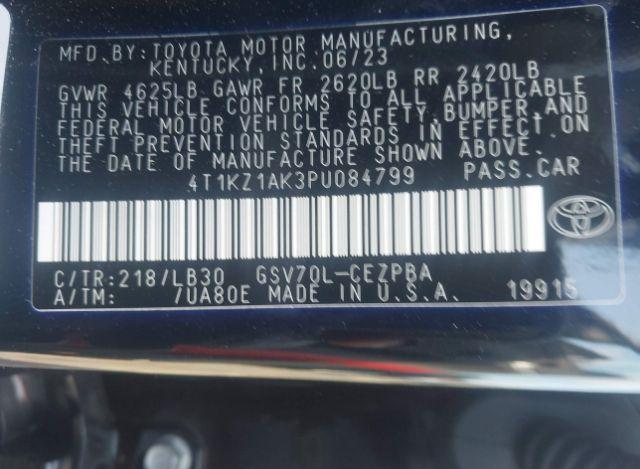 MFD.BY:TOYOTA MOTOR MANUFACTURING,
KENTUCKY,INC.06/23
GVWR 4625LB GAWR FR 2620LB RR 2420LB
THIS VEHICLE CONFORMS TO ALL APPLICABLE
FEDERAL MOTOR VEHICLE SAFETY,BUMPER,AND
THEFT PREVENTION STANDARDS IN EFFECT ON
THE DATE OF MANUFACTURE SHOWN ABOVE.
4T1KZ1AK3PU084799 PASS.CAR
C/TR:218/LB30 GSV70L-CEZPBA
A/TM: 7UA80E MADE IN U.S.A. 19915